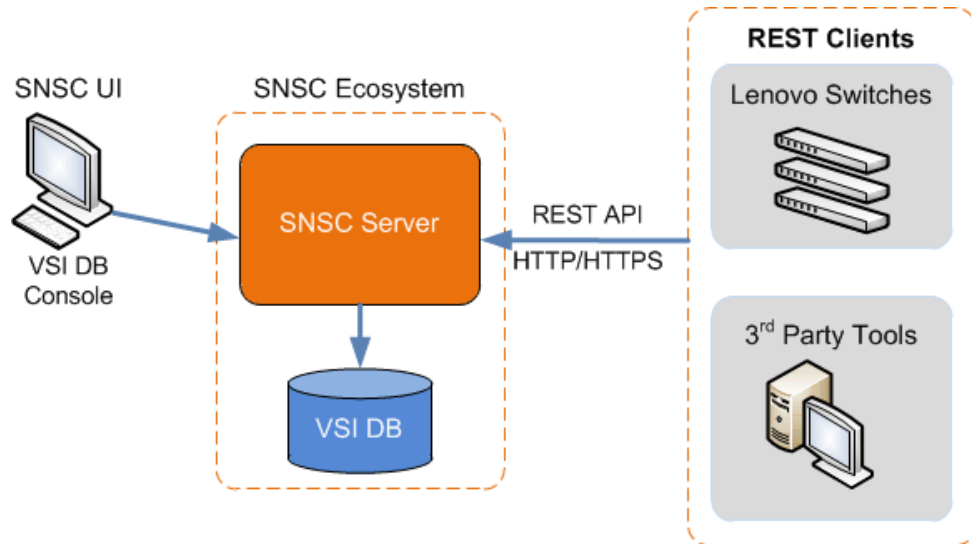 SNSC UI
VSI DB
Console
SNSC Ecosystem
SNSC Server
VSI DB
REST API
HTTP/HTTPS
REST Clients
Lenovo Switches
3rd Party Tools